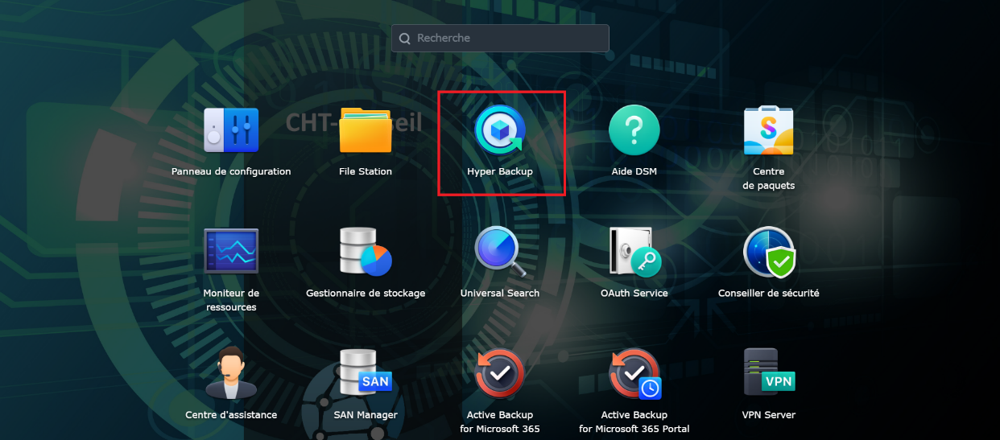 Recherche
CHT-
eil
Panneau de configuration
File Station
Hyper Backup
Aide DSM
S
Centre
de paquets
Moniteur de
ressources
Gestionnaire de stockage
Universal Search
OAuth Service
Conseiller de sécurité
SAN
VPN
Centre d'assistance
SAN Manager
Active Backup
for Microsoft 365
Active Backup
for Microsoft 365 Portal
VPN Server